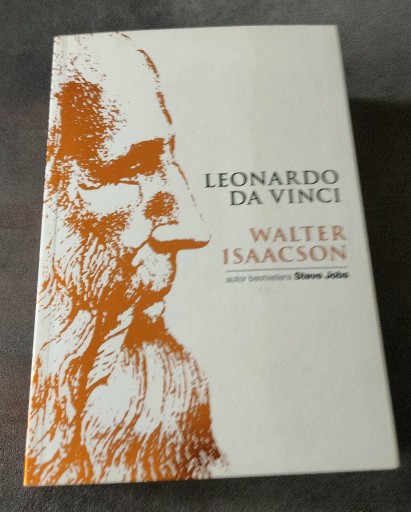 LEONARDO
DA VINCI
WALTER
ISAACSON
autor bestsellera Steve Jobs